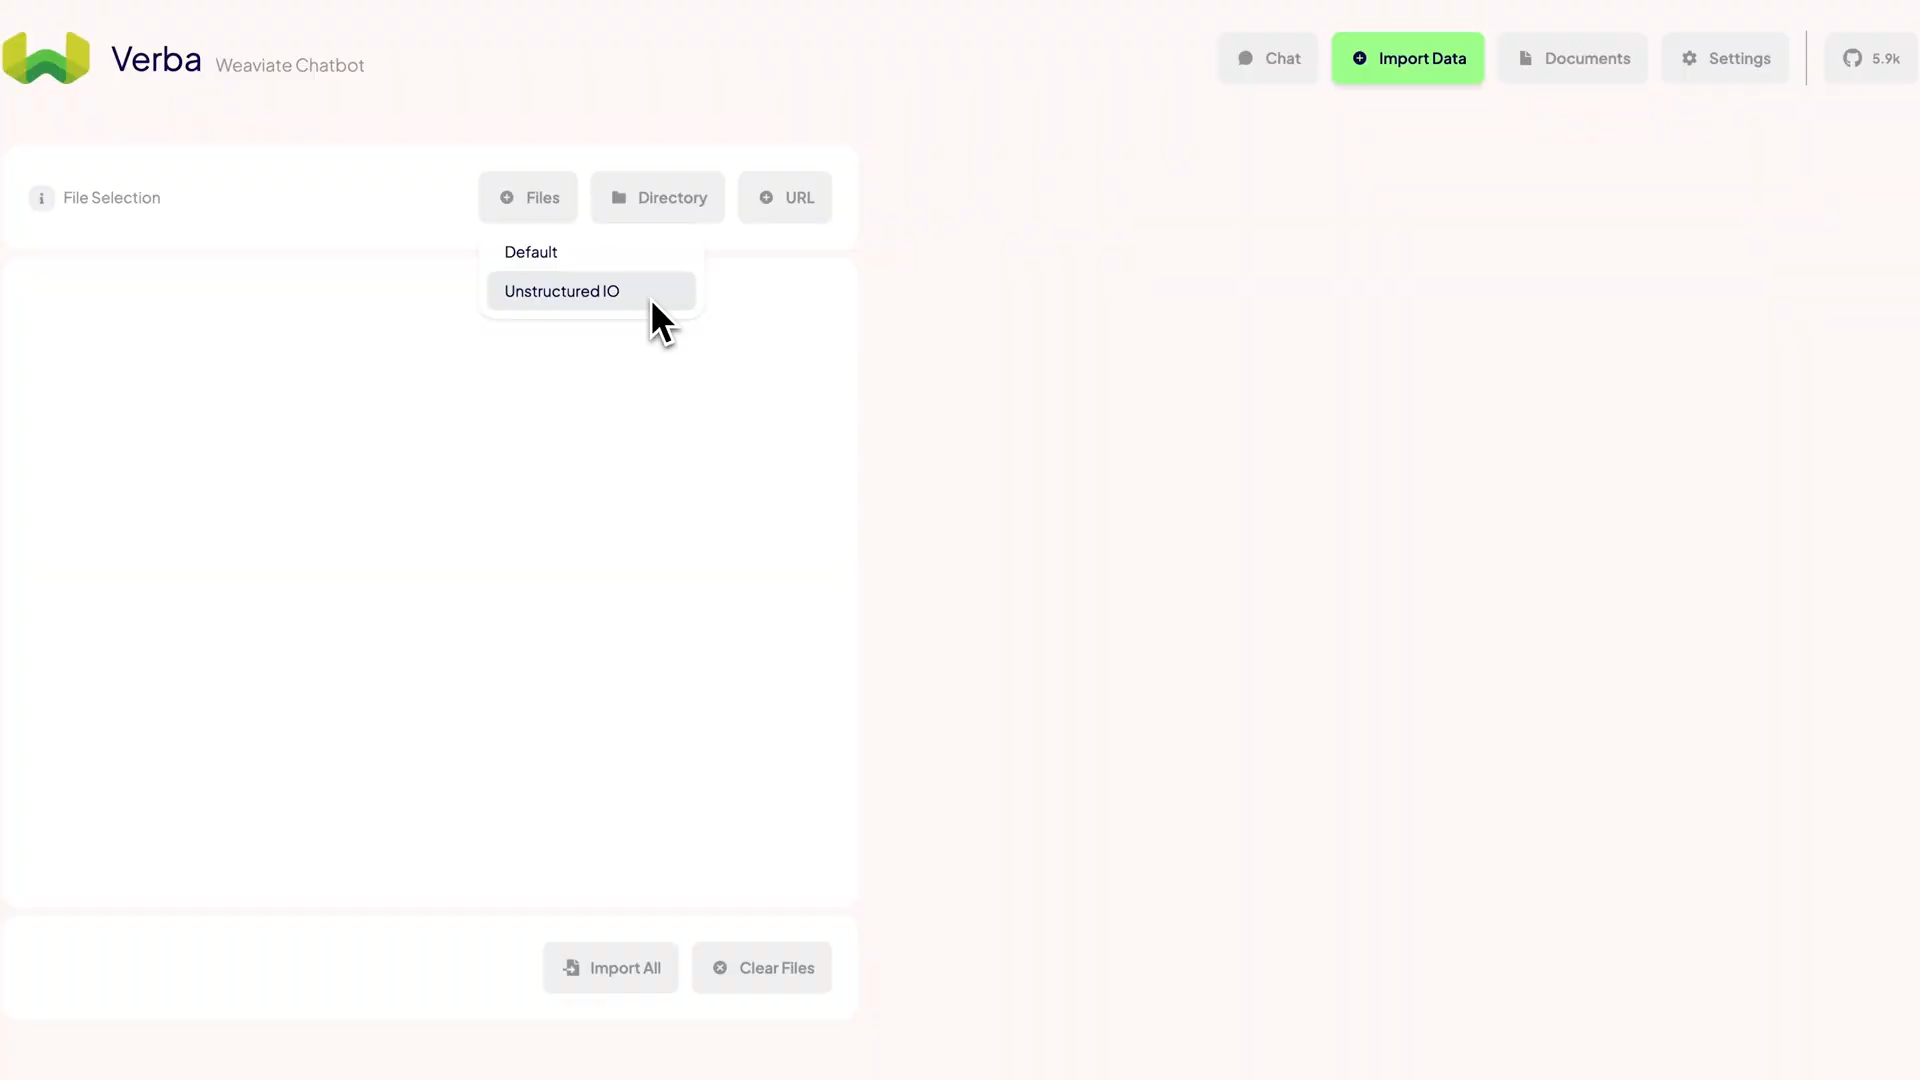 Verba Weaviate Chatbot
Chat
Import Data
Documents
Settings
5.9k
File Selection
Files
Directory
URL
Default
Unstructured IO
Import All
Clear Files